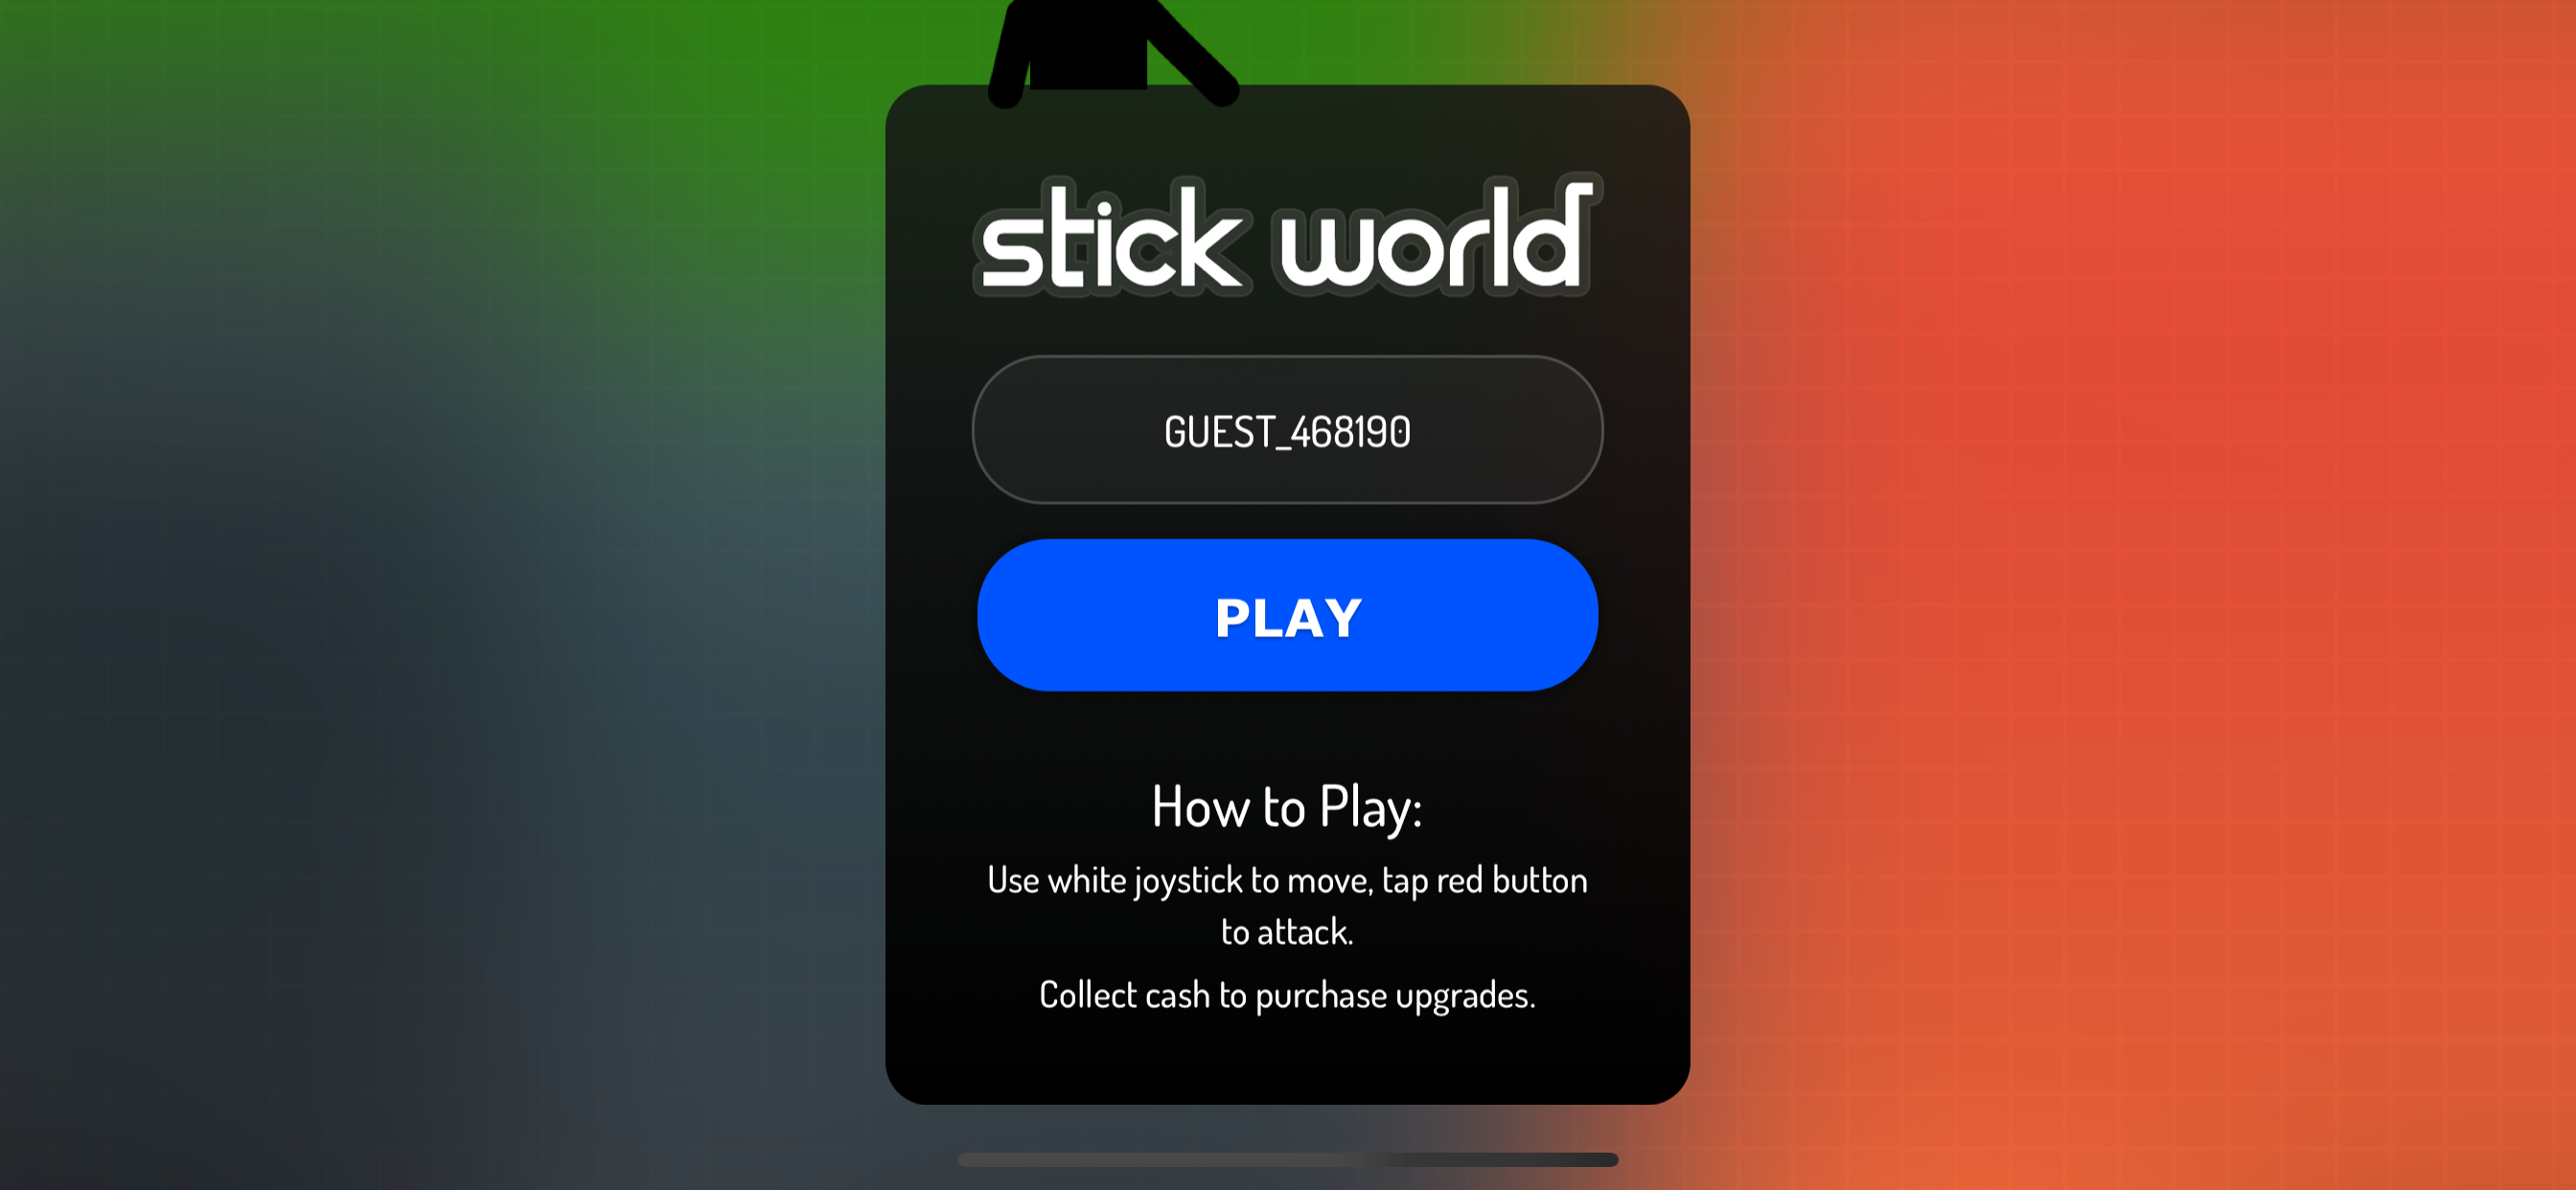 stick world
GUEST_468190
PLAY
How to Play:
Use white joystick to move, tap red button
to attack.
Collect cash to purchase upgrades.